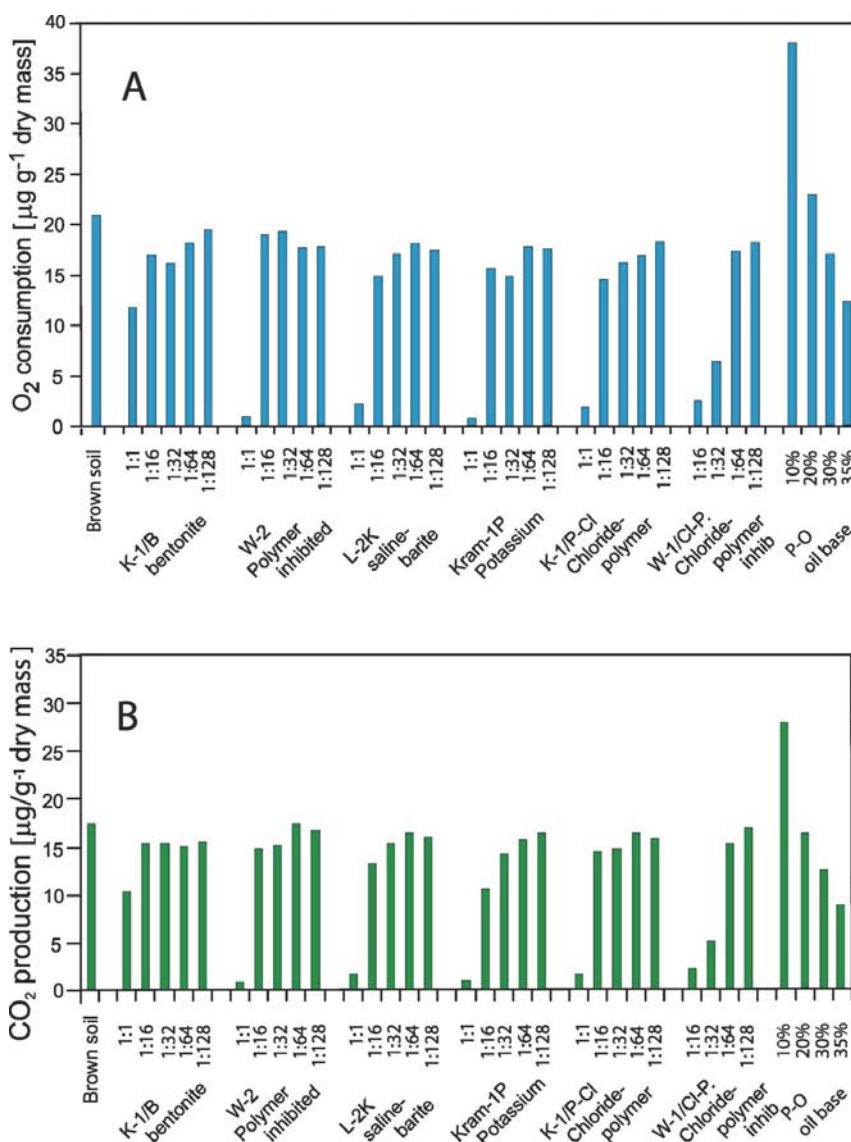 40
35
30
25
20
15
10
5
0
O2 consumption [µg g⁻¹ dry mass]
A
Brown soil
1:1
1:16
1:32
1:64
1:128
K-1/B
bentonite
1:1
1:16
1:32
1:64
1:128
W-2
Polymer
inhibited
1:1
1:16
1:32
1:64
1:128
L-2K
saline-
barite
1:1
1:16
1:32
1:64
1:128
Kram-1P
Potassium
1:1
1:16
1:32
1:64
1:128
K-1/P-Cl
Chloride-
polymer
1:16
1:32
1:64
1:128
W-1/Cl-P.
Chloride-
polymer
inhib
10%
20%
30%
35%
P-O
oil base
35
30
25
20
15
10
5
0
CO₂ production [µg/g⁻¹ dry mass ]
B
Brown soil
1:1
1:16
1:32
1:64
1:128
K-1/B
bentonite
1:1
1:16
1:32
1:64
1:128
W-2
Polymer
inhibited
1:1
1:16
1:32
1:64
1:128
L-2K
saline-
barite
1:1
1:16
1:32
1:64
1:128
Kram-1P
Potassium
1:1
1:16
1:32
1:64
1:128
K-1/P-Cl
Chloride-
polymer
1:16
1:32
1:64
1:128
W-1/Cl-P.
Chloride-
polymer
inhib
10%
20%
30%
35%
P-O
oil base